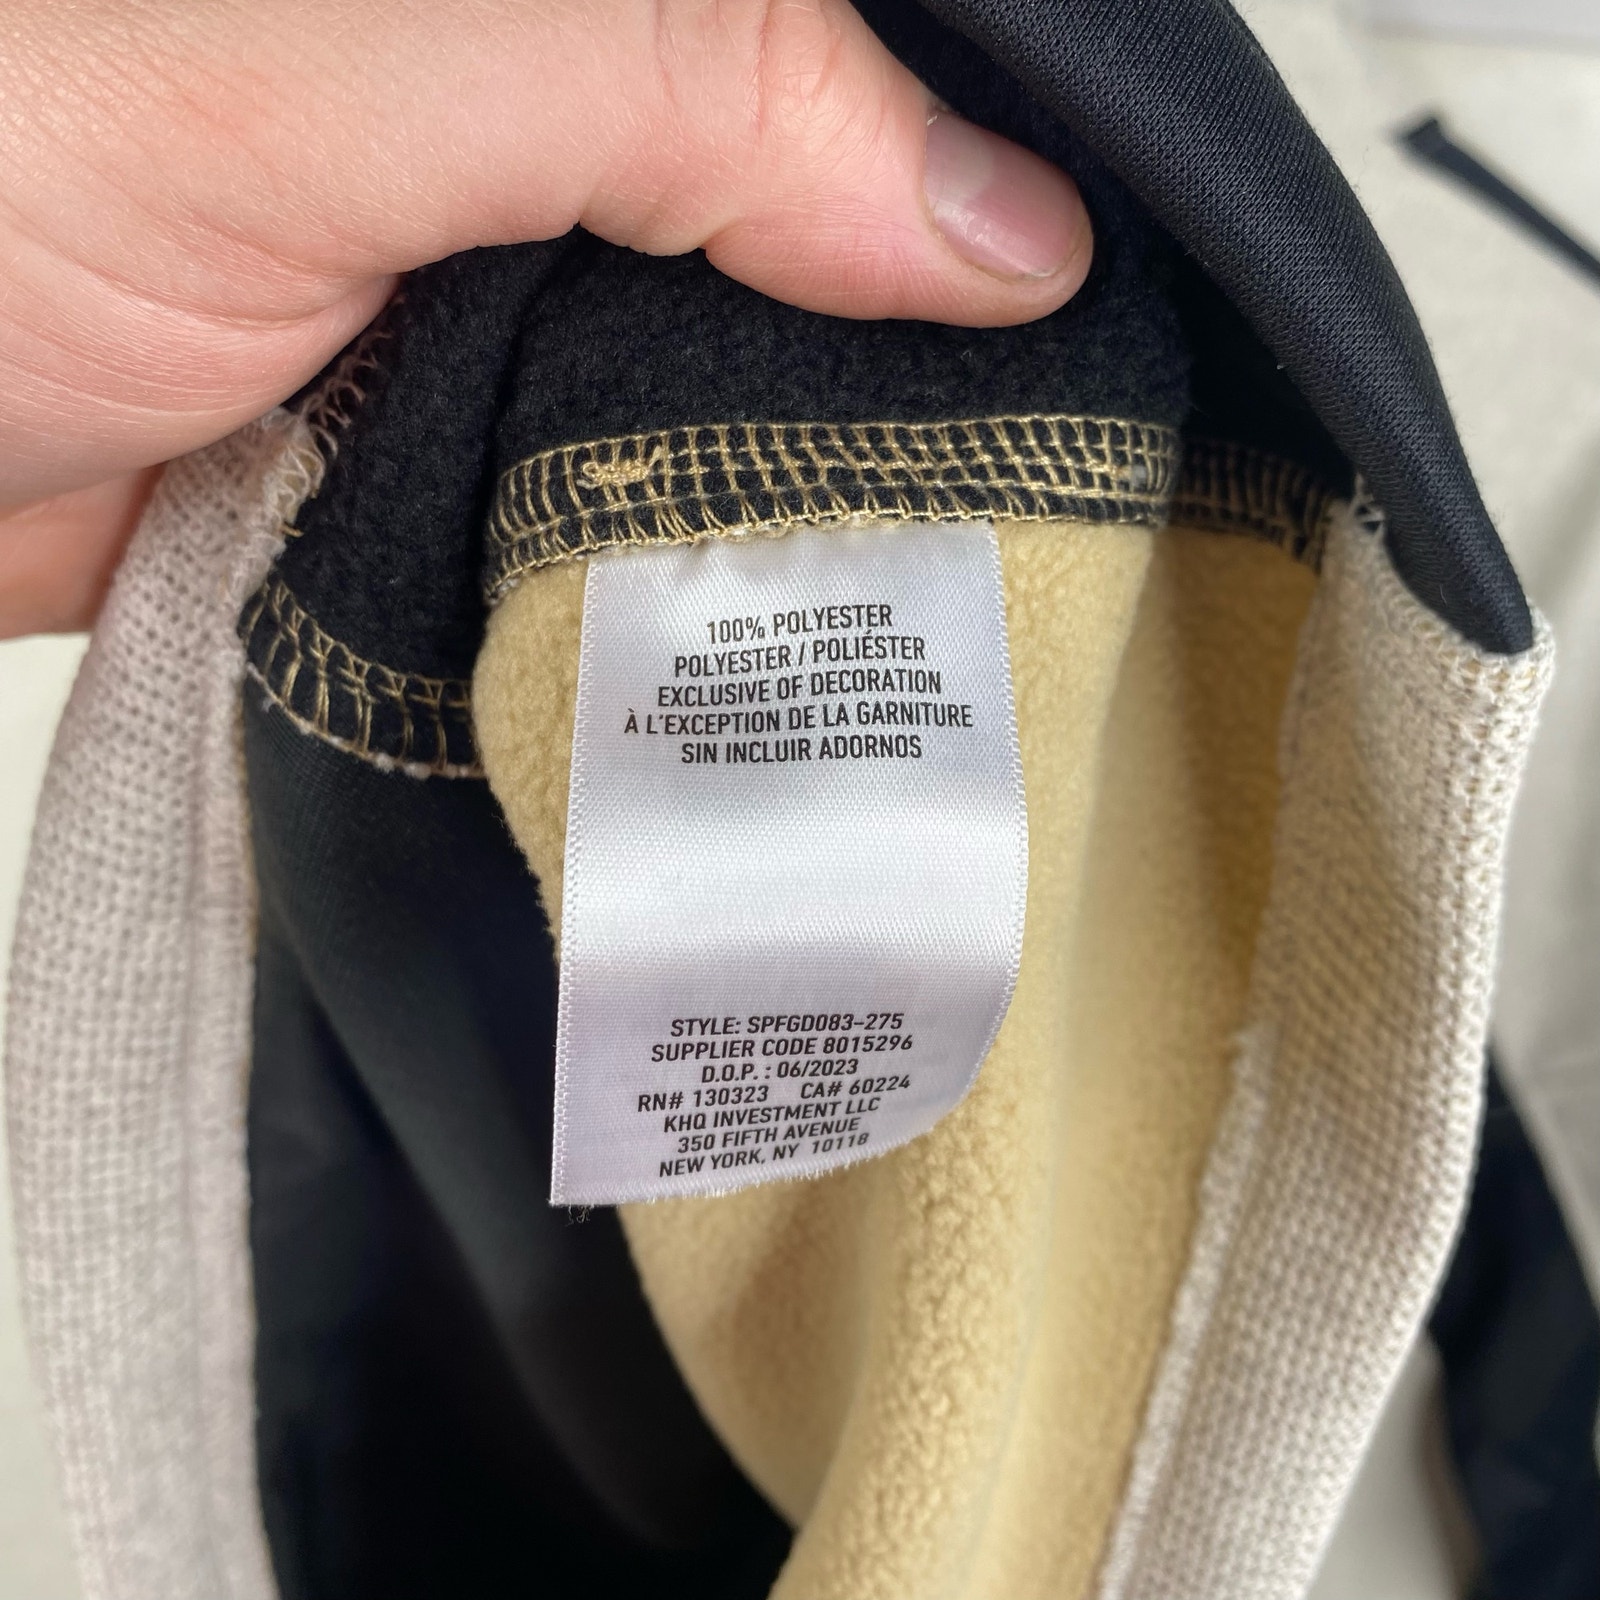 100% POLYESTER
POLYESTER / POLIÉSTER
EXCLUSIVE OF DECORATION
À L'EXCEPTION DE LA GARNITURE
SIN INCLUIR ADORNOS
STYLE: SPFGD083-275
SUPPLIER CODE 8015296
D.O.P. : 06/2023
RN# 130323 CA# 60224
KHQ INVESTMENT LLC
350 FIFTH AVENUE
NEW YORK, NY 10118